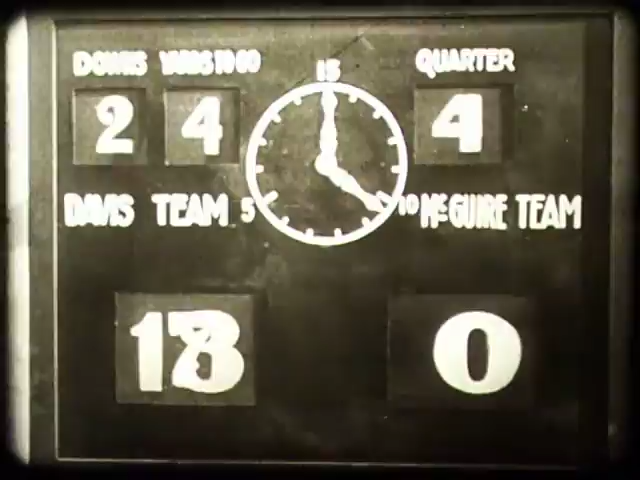 DOWNS YARDS TO GO 15 QUARTER
2 4 4
DAVIS TEAM 5 10 McGUIRE TEAM
0